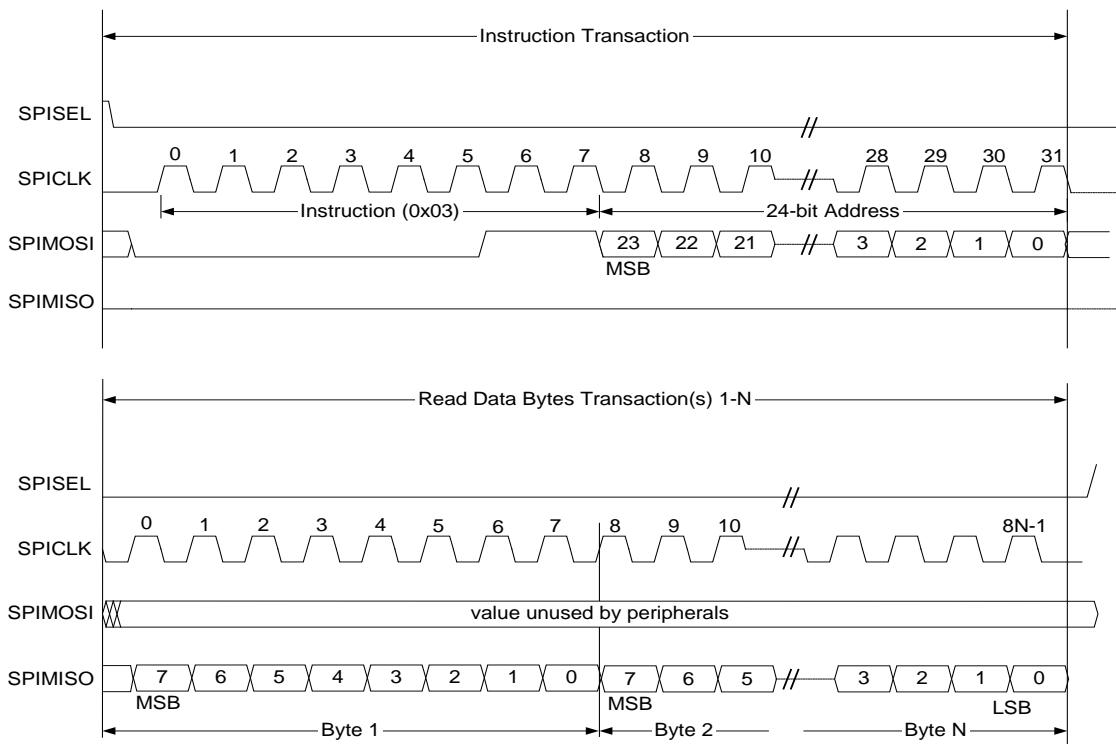 Instruction Transaction
SPISEL
0 1 2 3 4 5 6 7 8 9 10 28 29 30 31
SPICLK
Instruction (0x03) 24-bit Address
SPIMOSI 23 22 21 3 2 1 0
MSB
SPIMISO
Read Data Bytes Transaction(s) 1-N
SPISEL
0 1 2 3 4 5 6 7 8 9 10 8N-1
SPICLK
SPIMOSI value unused by peripherals
SPIMISO 7 6 5 4 3 2 1 0 7 6 5 3 2 1 0
MSB MSB LSB
Byte 1 Byte 2 Byte N